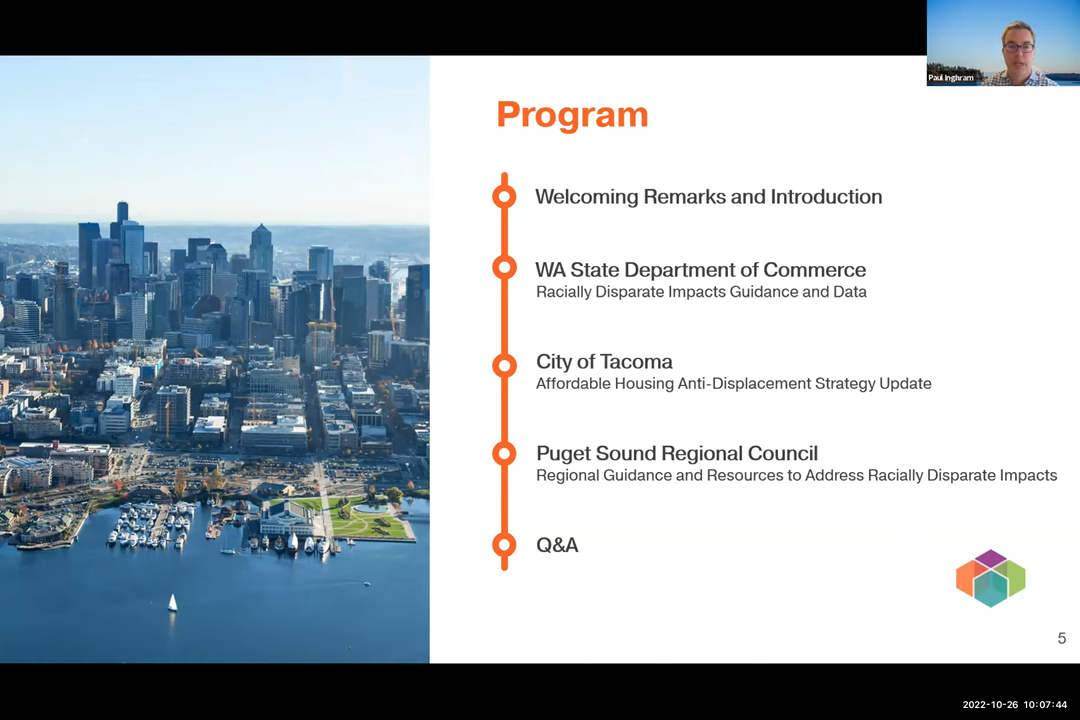 Paul Inghram
Program
Welcoming Remarks and Introduction
WA State Department of Commerce
Racially Disparate Impacts Guidance and Data
City of Tacoma
Affordable Housing Anti-Displacement Strategy Update
Puget Sound Regional Council
Regional Guidance and Resources to Address Racially Disparate Impacts
Q&A
5
2022-10-26 10:07:44